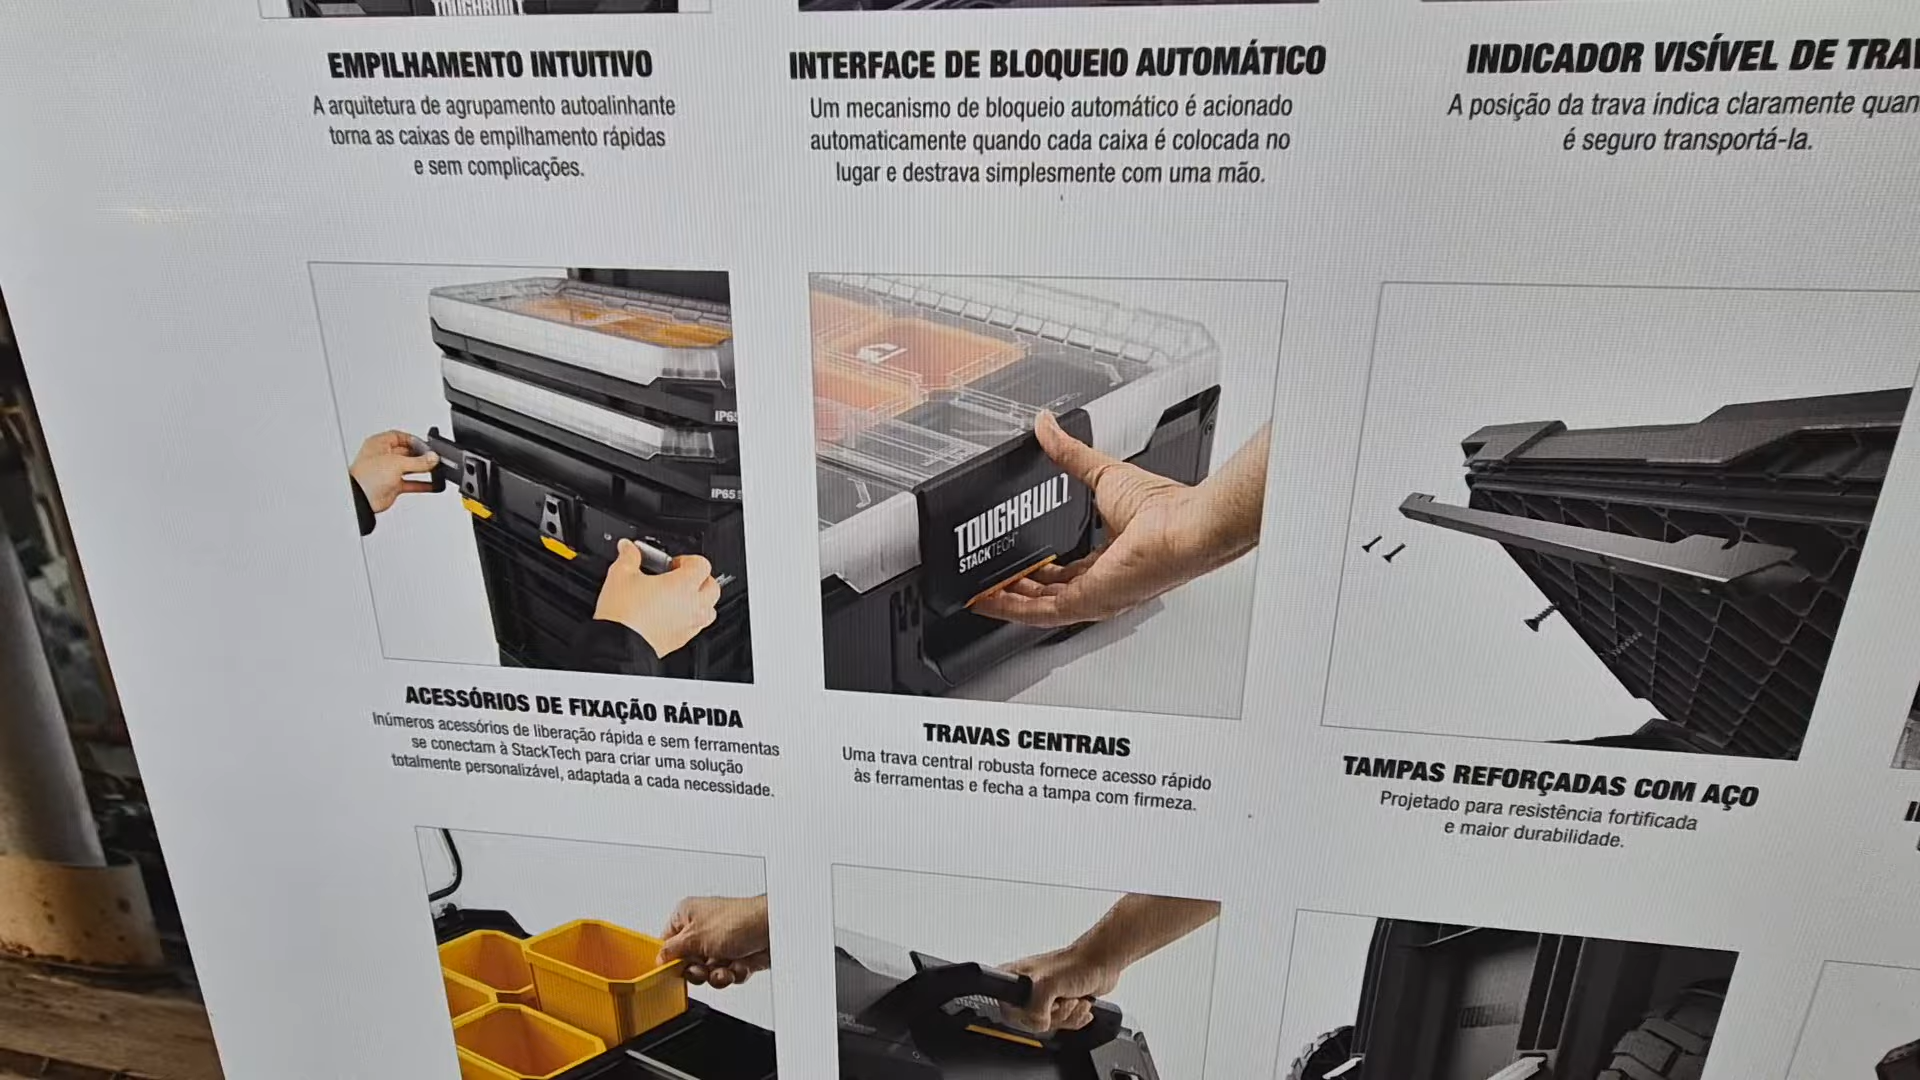 TOUGHBUILT
EMPILHAMENTO INTUITIVO
A arquitetura de agrupamento autoalinhante
torna as caixas de empilhamento rápidas
e sem complicações.
INTERFACE DE BLOQUEIO AUTOMÁTICO
Um mecanismo de bloqueio automático é acionado
automaticamente quando cada caixa é colocada no
lugar e destrava simplesmente com uma mão.
INDICADOR VISÍVEL DE
A posição da trava indica claramente
é seguro transportá-la.
IP65
IP65
TOUGHBUILT
STACKTECH
ACESSÓRIOS DE FIXAÇÃO RÁPIDA
Inúmeros acessórios de liberação rápida e sem ferramentas
se conectam à StackTech para criar uma solução
totalmente personalizável, adaptada a cada necessidade.
TRAVAS CENTRAIS
Uma trava central robusta fornece acesso rápido
às ferramentas e fecha a tampa com firmeza.
TAMPAS REFORÇADAS COM AÇO
Projetado para resistência fortificada
e maior durabilidade.